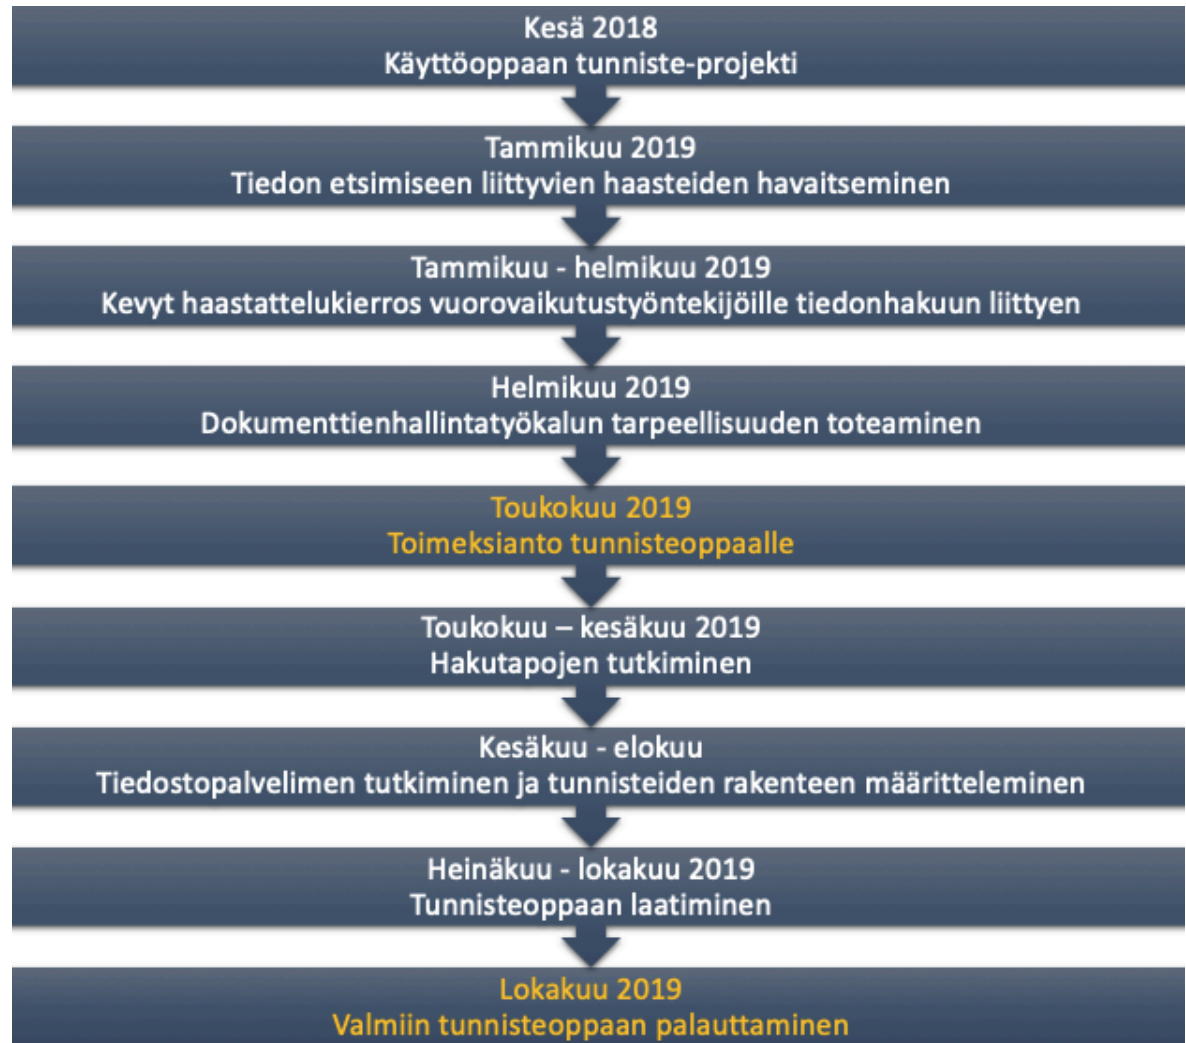 Kesä 2018
Käyttöoppaan tunniste-projekti
Tammikuu 2019
Tiedon etsimiseen liittyvien haasteiden havaitseminen
Tammikuu - helmikuu 2019
Kevyt haastattelukierros vuorovaikutustyöntekijöille tiedonhakuun liittyen
Helmikuu 2019
Dokumenttienhallintatyökalun tarpeellisuuden toteaminen
Toukokuu 2019
Toimeksianto tunnisteoppaalle
Toukokuu – kesäkuu 2019
Hakutapojen tutkiminen
Kesäkuu - elokuu
Tiedostopalvelimen tutkiminen ja tunnisteiden rakenteen määritteleminen
Heinäkuu - lokakuu 2019
Tunnisteoppaan laatiminen
Lokakuu 2019
Valmiin tunnisteoppaan palauttaminen